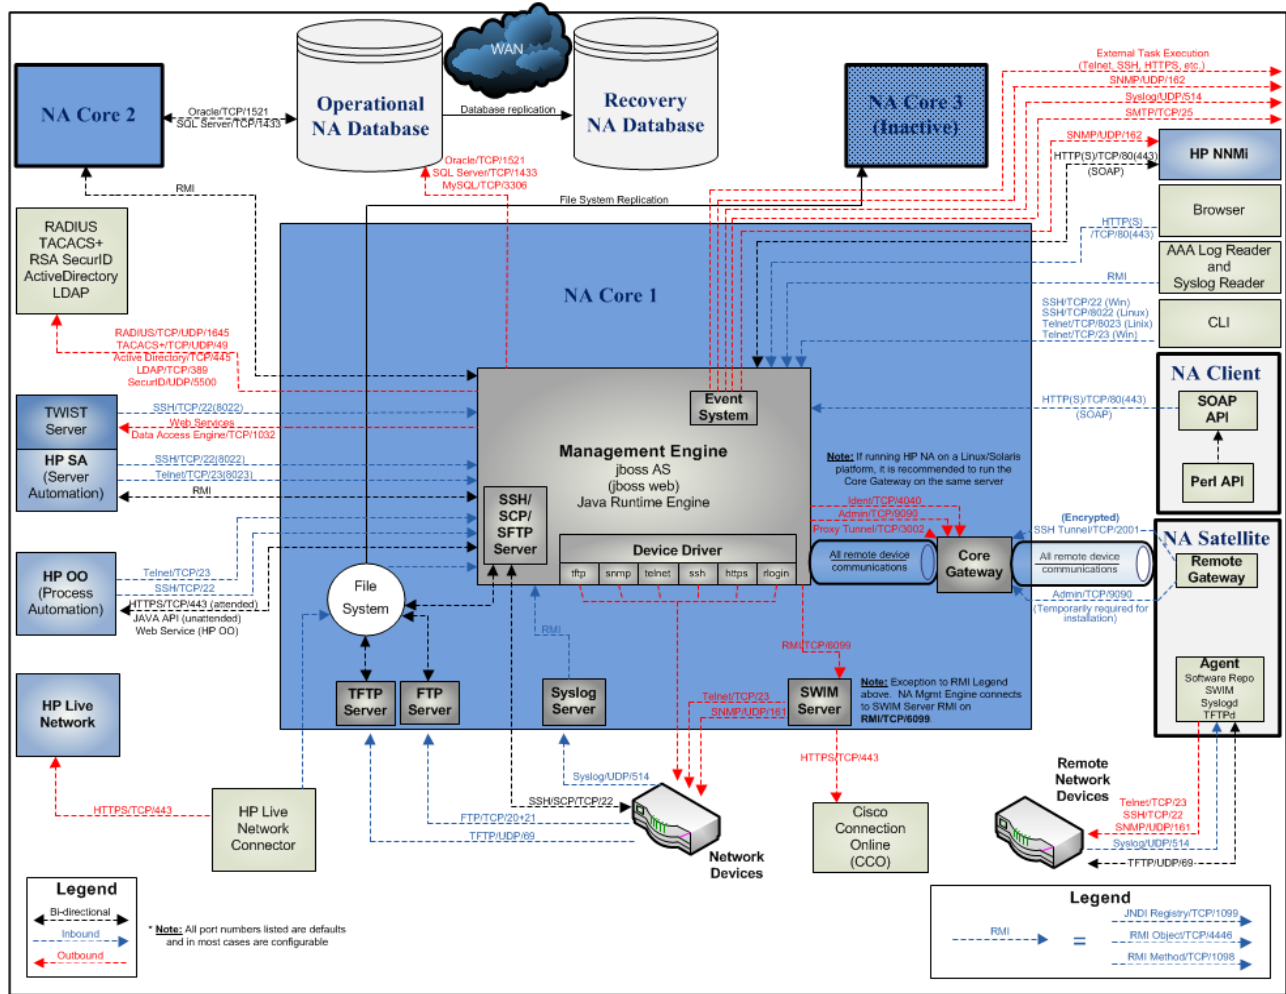 WAN
External Task Execution
(Telnet, SSH, HTTPS, etc.)
SNMP/UDP/162
Syslog/UDP/514
SMTP/TCP/25
SNMP/UDP/162
NA Core 2
Oracle/TCP/1521
SQL Server/TCP/1433
Operational
NA Database
Database replication
Recovery
NA Database
NA Core 3
(Inactive)
HTTP(S)/TCP/80(443)
(SOAP)
HP NNMi
Oracle/TCP/1521
SQL Server/TCP/1433
MySQL/TCP/3306
RMI
File System Replication
Browser
HTTP(S)
/TCP/80(443)
RADIUS
TACACS+
RSA SecurID
ActiveDirectory
LDAP
AAA Log Reader
and
Syslog Reader
RMI
NA Core 1
SSH/TCP/22 (Win)
SSH/TCP/8022 (Linux)
Telnet/TCP/8023 (Linix)
Telnet/TCP/23 (Win)
CLI
RADIUS/TCP/UDP/1645
TACACS+/TCP/UDP/49
Active Directory/TCP/445
LDAP/TCP/389
SecurID/UDP/5500
NA Client
SOAP
API
Perl API
HTTP(S)/TCP/80(443)
(SOAP)
Event
System
TWIST
Server
SSH/TCP/22(8022)
Web Services
Data Access Engine/TCP/1032
HP SA
(Server
Automation)
SSH/TCP/22(8022)
Telnet/TCP/23(8023)
RMI
Management Engine
jboss AS
(jboss web)
Java Runtime Engine
Note: If running HP NA on a Linux/Solaris
platform, it is recommended to run the
Core Gateway on the same server
SSH/
SCP/
SFTP
Server
Ident/TCP/4040
Admin/TCP/9090
Proxy Tunnel/TCP/3002
(Encrypted)
SSH Tunnel/TCP/2001
NA Satellite
Device Driver
tftp
snmp
telnet
ssh
https
rlogin
All remote device
communications
Core
Gateway
All remote device
communications
Remote
Gateway
Admin/TCP/9090
(Temporarily required for
installation)
HP OO
(Process
Automation)
Telnet/TCP/23
SSH/TCP/22
HTTPS/TCP/443 (attended)
JAVA API (unattended)
Web Service (HP OO)
File
System
RMI
RMI/TCP/6099
HP Live
Network
TFTP
Server
FTP
Server
Syslog
Server
Telnet/TCP/23
SNMP/UDP/161
SWIM
Server
Note: Exception to RMI Legend
above. NA Mgmt Engine connects
to SWIM Server RMI on
RMI/TCP/6099.
Agent
Software Repo
SWIM
Syslogd
TFTPd
HTTPS/TCP/443
Syslog/UDP/514
SSH/SCP/TCP/22
FTP/TCP/20+21
TFTP/UDP/69
Remote
Network
Devices
HTTPS/TCP/443
HP Live
Network
Connector
Network
Devices
Cisco
Connection
Online
(CCO)
Telnet/TCP/23
SSH/TCP/22
SNMP/UDP/161
Syslog/UDP/514
TFTP/UDP/69
Legend
Bi-directional
Inbound
Outbound
* Note: All port numbers listed are defaults
and in most cases are configurable
Legend
RMI
=
JNDI Registry/TCP/1099
RMI Object/TCP/4446
RMI Method/TCP/1098